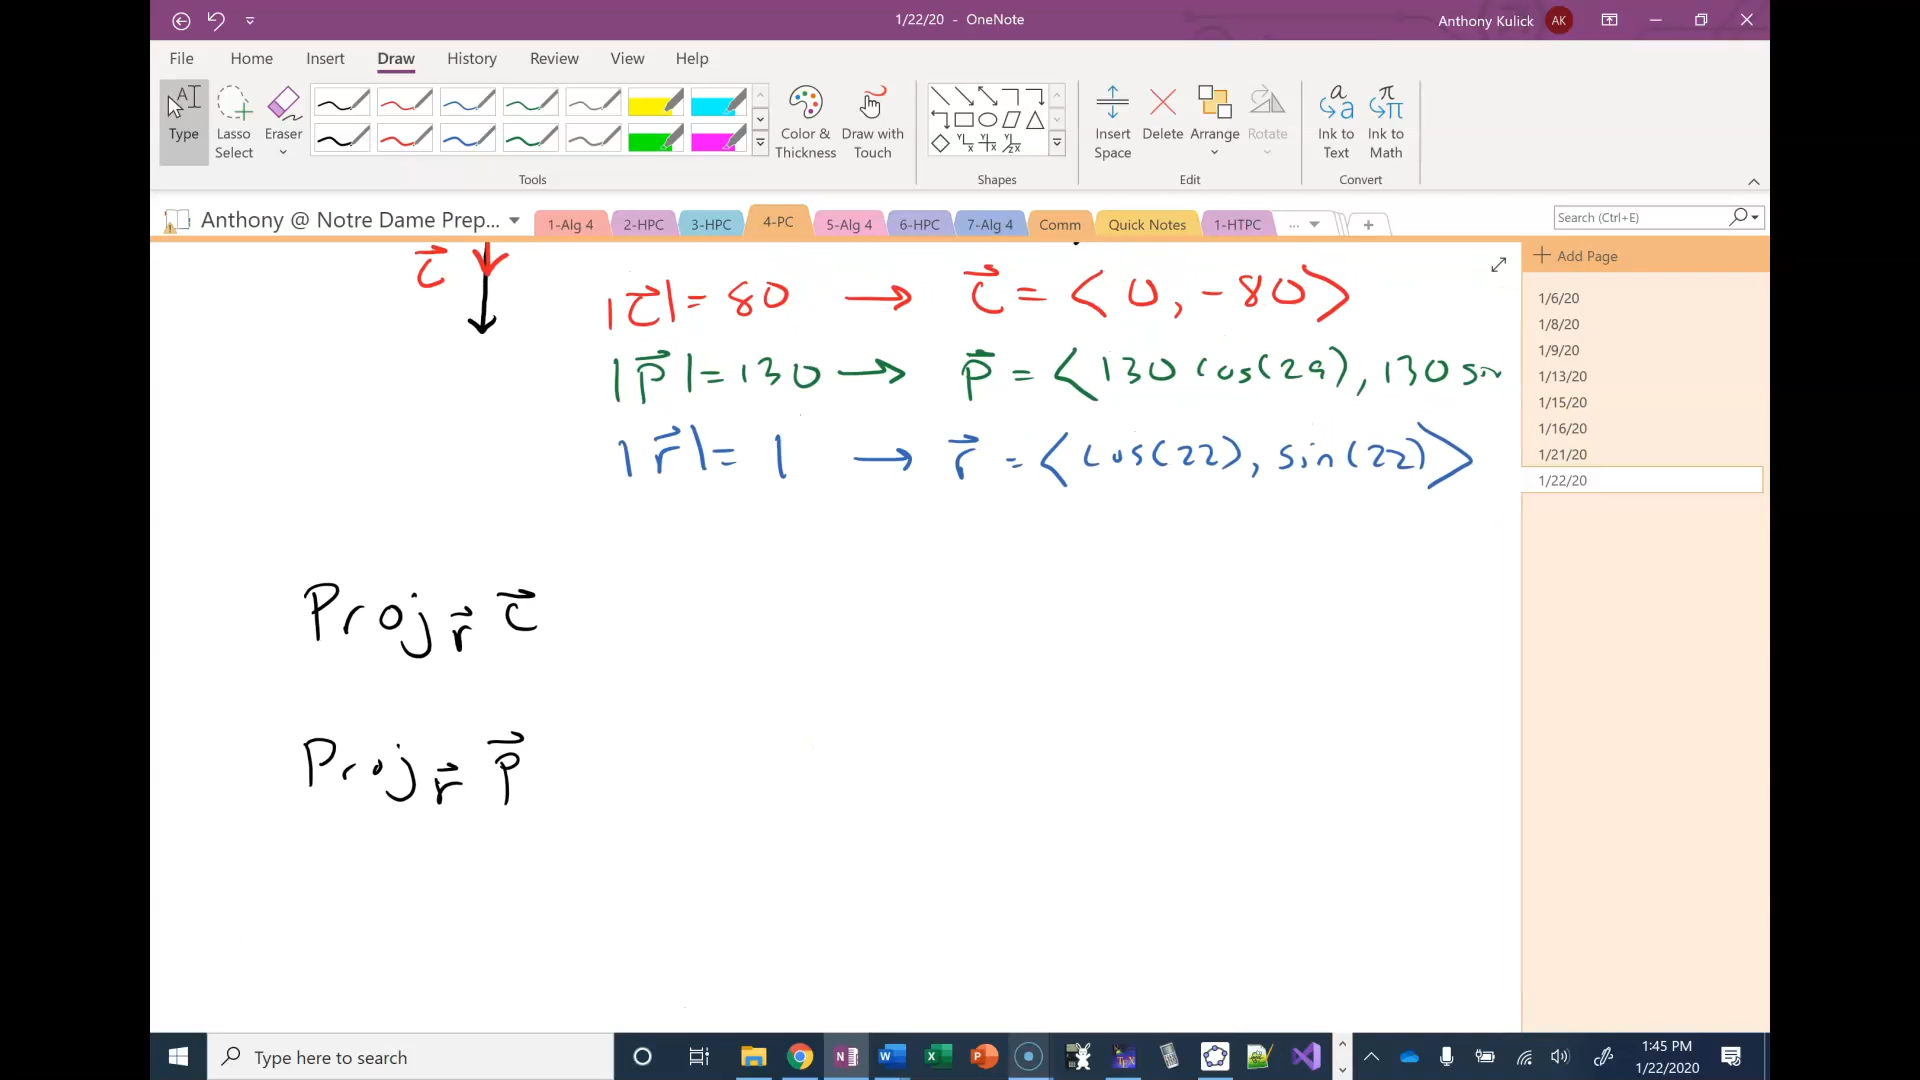 1/22/20 - OneNote
Anthony Kulick AK
File Home Insert Draw History Review View Help
Type
Lasso Select
Eraser
Color & Thickness
Draw with Touch
Insert Space
Delete
Arrange
Rotate
Ink to Text
Ink to Math
Tools Shapes Edit Convert
Anthony @ Notre Dame Prep...
1-Alg 4 2-HPC 3-HPC 4-PC 5-Alg 4 6-HPC 7-Alg 4 Comm Quick Notes 1-HTPC ...
Search (Ctrl+E)
Add Page
1/6/20
1/8/20
1/9/20
1/13/20
1/15/20
1/16/20
1/21/20
1/22/20
c⃗
|c⃗| = 80 → c⃗ = ⟨0, -80⟩
|p⃗| = 130 → p⃗ = ⟨130 cos(29), 130 sin
|r⃗| = 1 → r⃗ = ⟨cos(22), sin(22)⟩
Proj r⃗ c⃗
Proj r⃗ p⃗
Type here to search
1:45 PM
1/22/2020